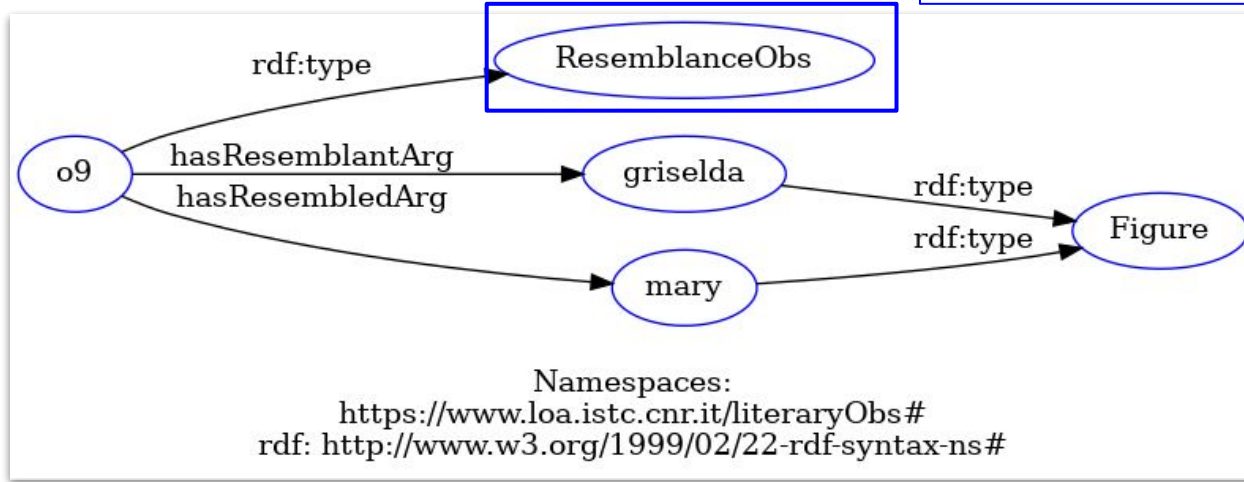 ResemblanceObs
rdf:type
hasResemblantArg
o9
griselda
rdf:type
hasResembledArg
Figure
rdf:type
mary
Namespaces:
https://www.loa.istc.cnr.it/literaryObs#
rdf: http://www.w3.org/1999/02/22-rdf-syntax-ns#